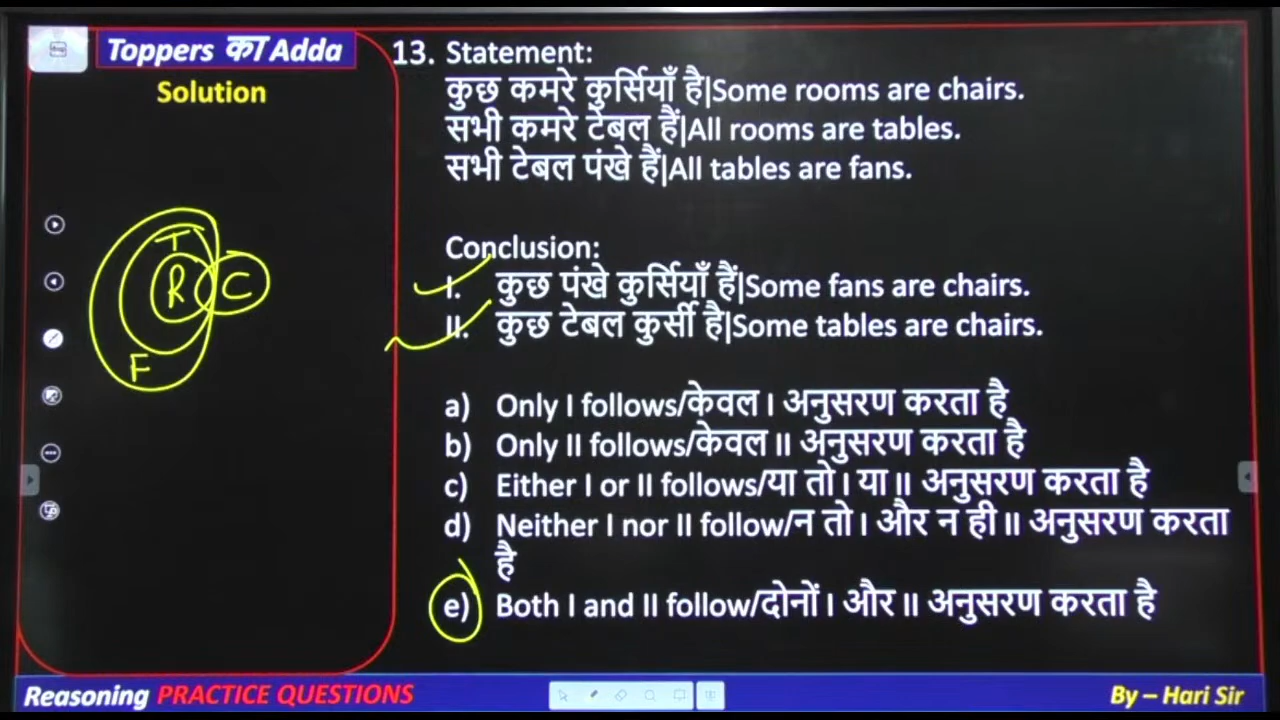 Toppers का Adda
Solution
13. Statement:
कुछ कमरे कुर्सियाँ है|Some rooms are chairs.
सभी कमरे टेबल हैं|All rooms are tables.
सभी टेबल पंखे हैं|All tables are fans.
Conclusion:
I. कुछ पंखे कुर्सियाँ हैं|Some fans are chairs.
II. कुछ टेबल कुर्सी है|Some tables are chairs.
a) Only I follows/केवल I अनुसरण करता है
b) Only II follows/केवल II अनुसरण करता है
c) Either I or II follows/या तो I या II अनुसरण करता है
d) Neither I nor II follow/न तो I और न ही II अनुसरण करता
है
e) Both I and II follow/दोनों I और II अनुसरण करता है
T
R C
F
Reasoning PRACTICE QUESTIONS
By – Hari Sir